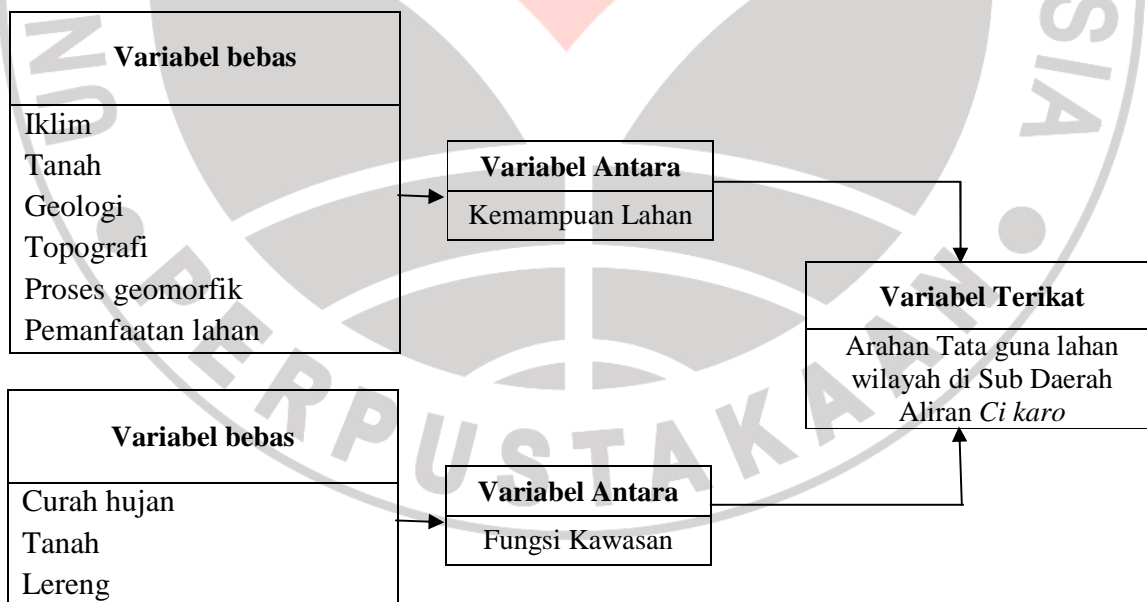 Variabel bebas
Iklim
Tanah
Geologi
Topografi
Proses geomorfik
Pemanfaatan lahan
Variabel Antara
Kemampuan Lahan
Variabel Terikat
Arahan Tata guna lahan
wilayah di Sub Daerah
Aliran Ci karo
Variabel bebas
Curah hujan
Tanah
Lereng
Variabel Antara
Fungsi Kawasan
PERPUSTAKAAN